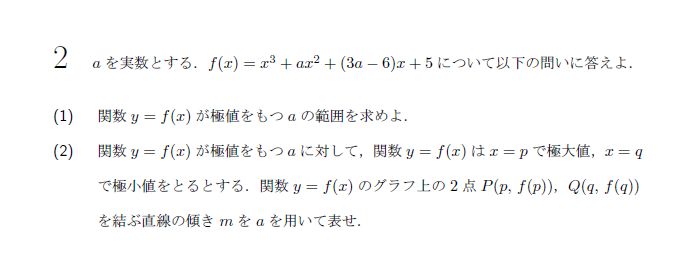 2 a を実数とする．f(x) = x³ + ax² + (3a − 6)x + 5 について以下の問いに答えよ．
(1) 関数 y = f(x) が極値をもつ a の範囲を求めよ．
(2) 関数 y = f(x) が極値をもつ a に対して，関数 y = f(x) は x = p で極大値，x = q
で極小値をとるとする．関数 y = f(x) のグラフ上の 2 点 P(p, f(p))，Q(q, f(q))
を結ぶ直線の傾き m を a を用いて表せ．